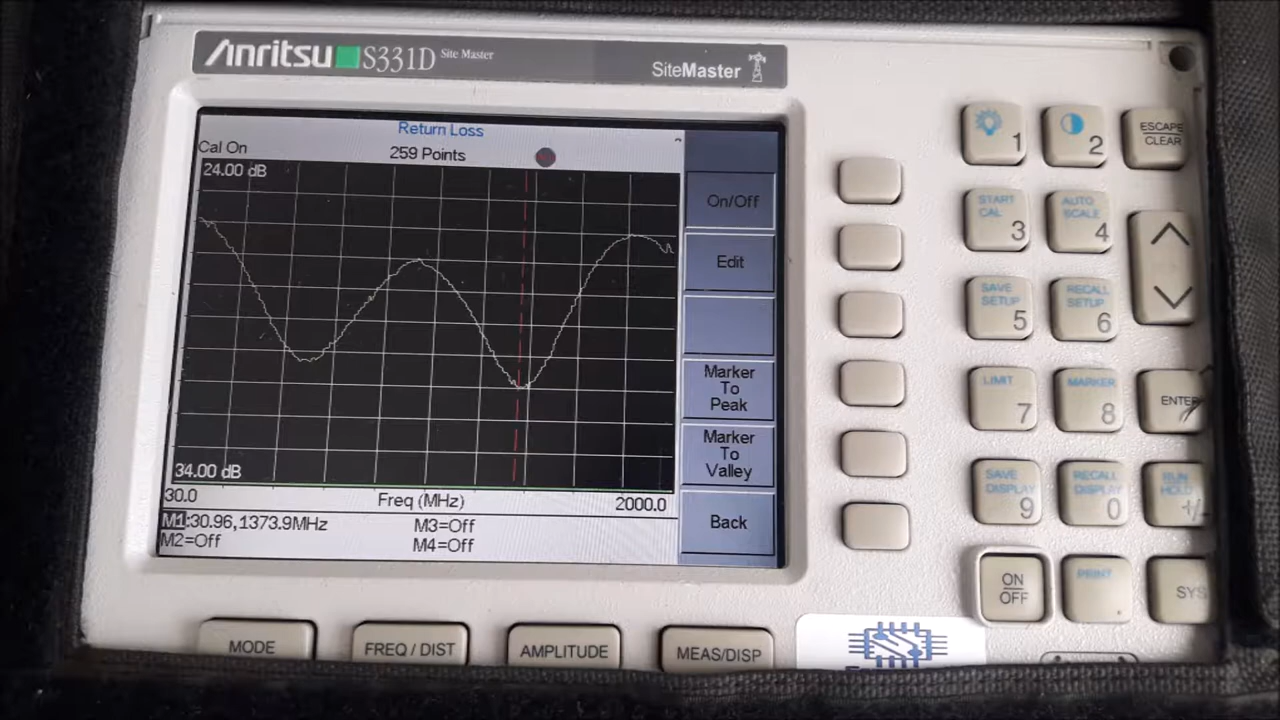 Anritsu S331D Site Master
SiteMaster
Return Loss
Cal On
259 Points
24.00 dB
34.00 dB
30.0
Freq (MHz)
2000.0
M1:30.96,1373.9MHz
M3=Off
M2=Off
M4=Off
On/Off
Edit
Marker
To
Peak
Marker
To
Valley
Back
1
2
ESCAPE
CLEAR
START
CAL
3
AUTO
SCALE
4
SAVE
SETUP
5
RECALL
SETUP
6
LIMIT
7
MARKER
8
ENTER
SAVE
DISPLAY
9
RECALL
DISPLAY
0
RUN
HOLD
+/-
ON
OFF
PRINT
.
SYS
MODE
FREQ / DIST
AMPLITUDE
MEAS/DISP